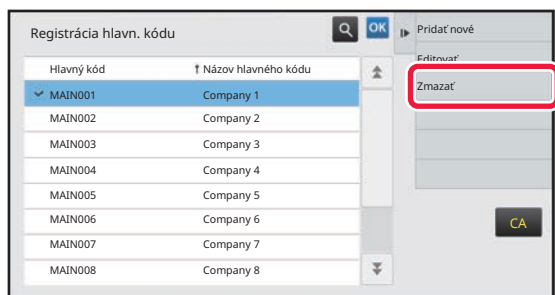 Registrácia hlavn. kódu
OK
Pridať nové
Editovať
Zmazať
Hlavný kód
Názov hlavného kódu
MAIN001 Company 1
MAIN002 Company 2
MAIN003 Company 3
MAIN004 Company 4
MAIN005 Company 5
MAIN006 Company 6
MAIN007 Company 7
MAIN008 Company 8
CA